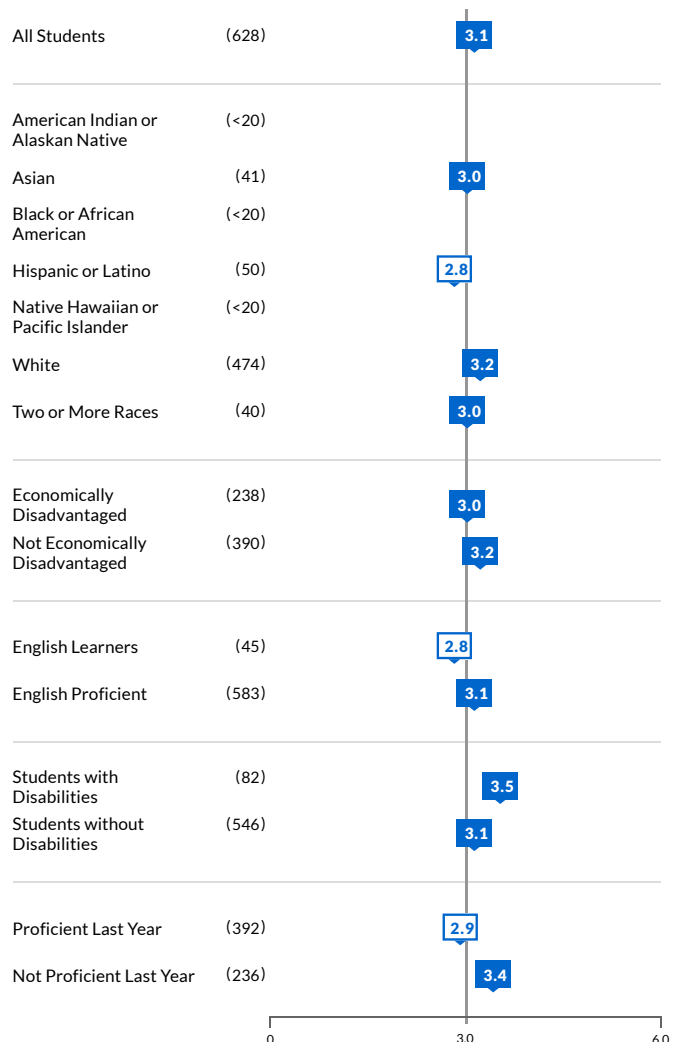 All Students (628) 3.1
American Indian or (<20)
Alaskan Native
Asian (41) 3.0
Black or African (<20)
American
Hispanic or Latino (50) 2.8
Native Hawaiian or (<20)
Pacific Islander
White (474) 3.2
Two or More Races (40) 3.0
Economically (238)
Disadvantaged 3.0
Not Economically (390)
Disadvantaged 3.2
English Learners (45) 2.8
English Proficient (583) 3.1
Students with (82)
Disabilities 3.5
Students without (546)
Disabilities 3.1
Proficient Last Year (392) 2.9
Not Proficient Last Year (236) 3.4
0 3.0 6.0